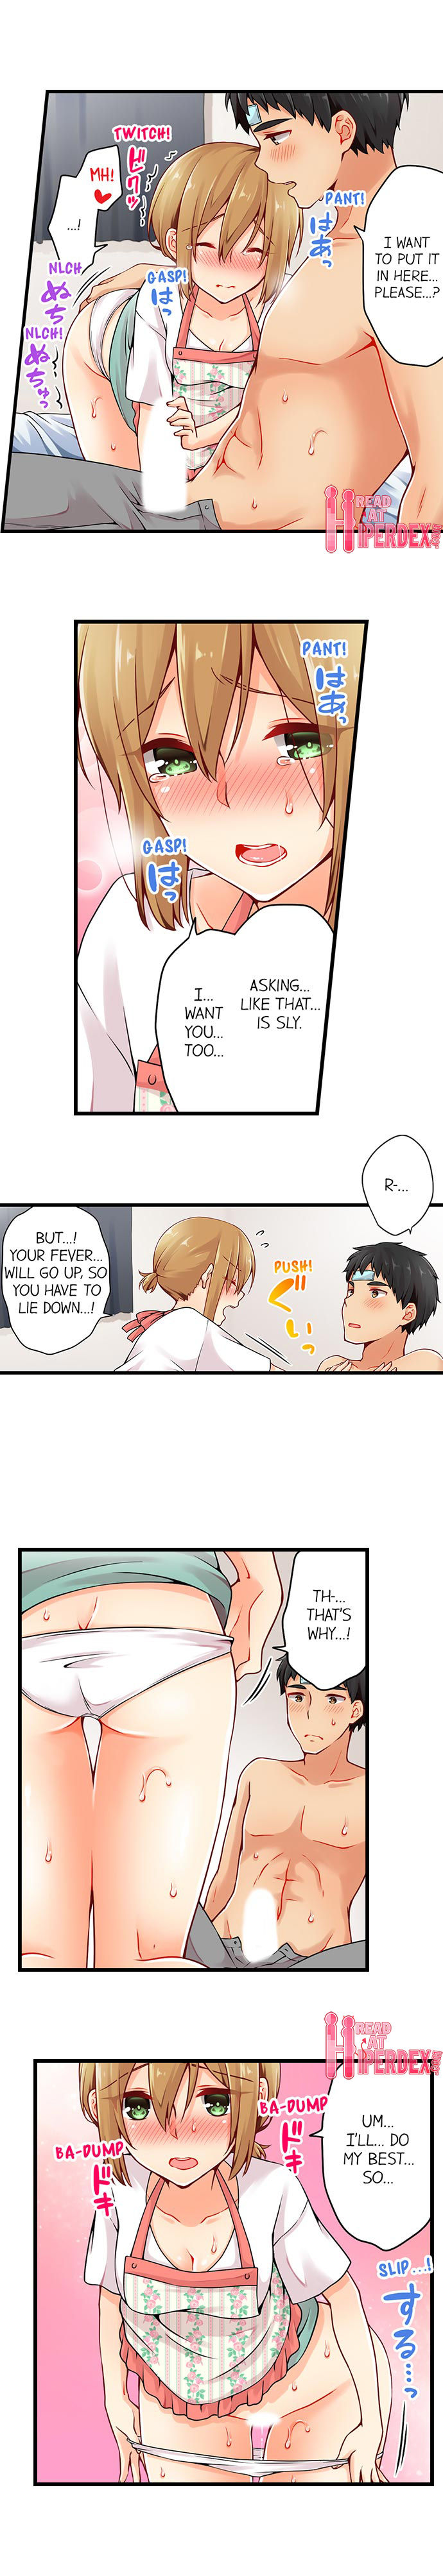 TWITCH!
ビクッ
MH!
...!
PANT!
はあっ
I WANT
TO PUT IT
IN HERE...
PLEASE...?
NLCH
ぬち
NLCH!
ぬちゅっ
GASP!
はっ
READ
AT
HIPERDEX
PANT!
はあっ
GASP!
はっ
ASKING...
LIKE THAT...
IS SLY.
I...
WANT
YOU...
TOO...
R-...
BUT...!
YOUR FEVER...
WILL GO UP, SO
YOU HAVE TO
LIE DOWN...!
PUSH!
ぐいっ
TH-...
THAT'S
WHY...!
READ
AT
HIPERDEX
BA-DUMP
ドキ
BA-DUMP
ドキ
UM...
I'LL... DO
MY BEST...
SO...
SLIP...!
する…っ